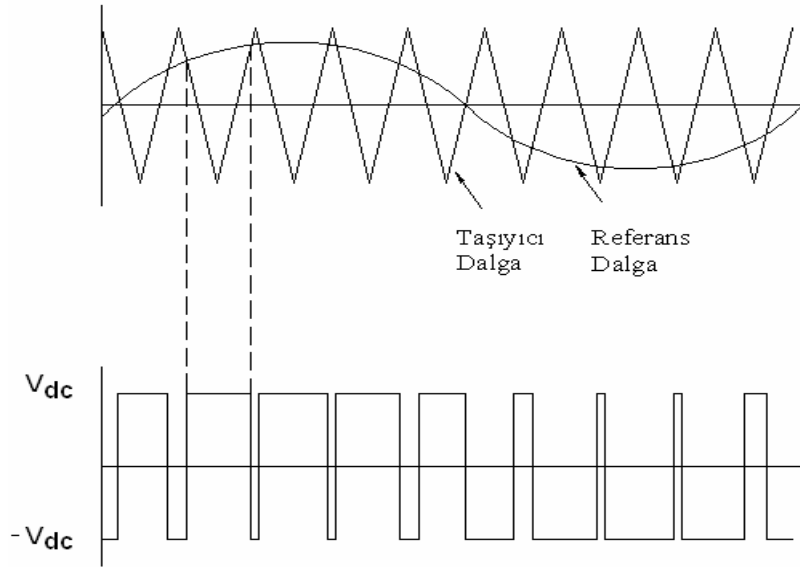 Taşıyıcı
Dalga
Referans
Dalga
Vdc
-Vdc